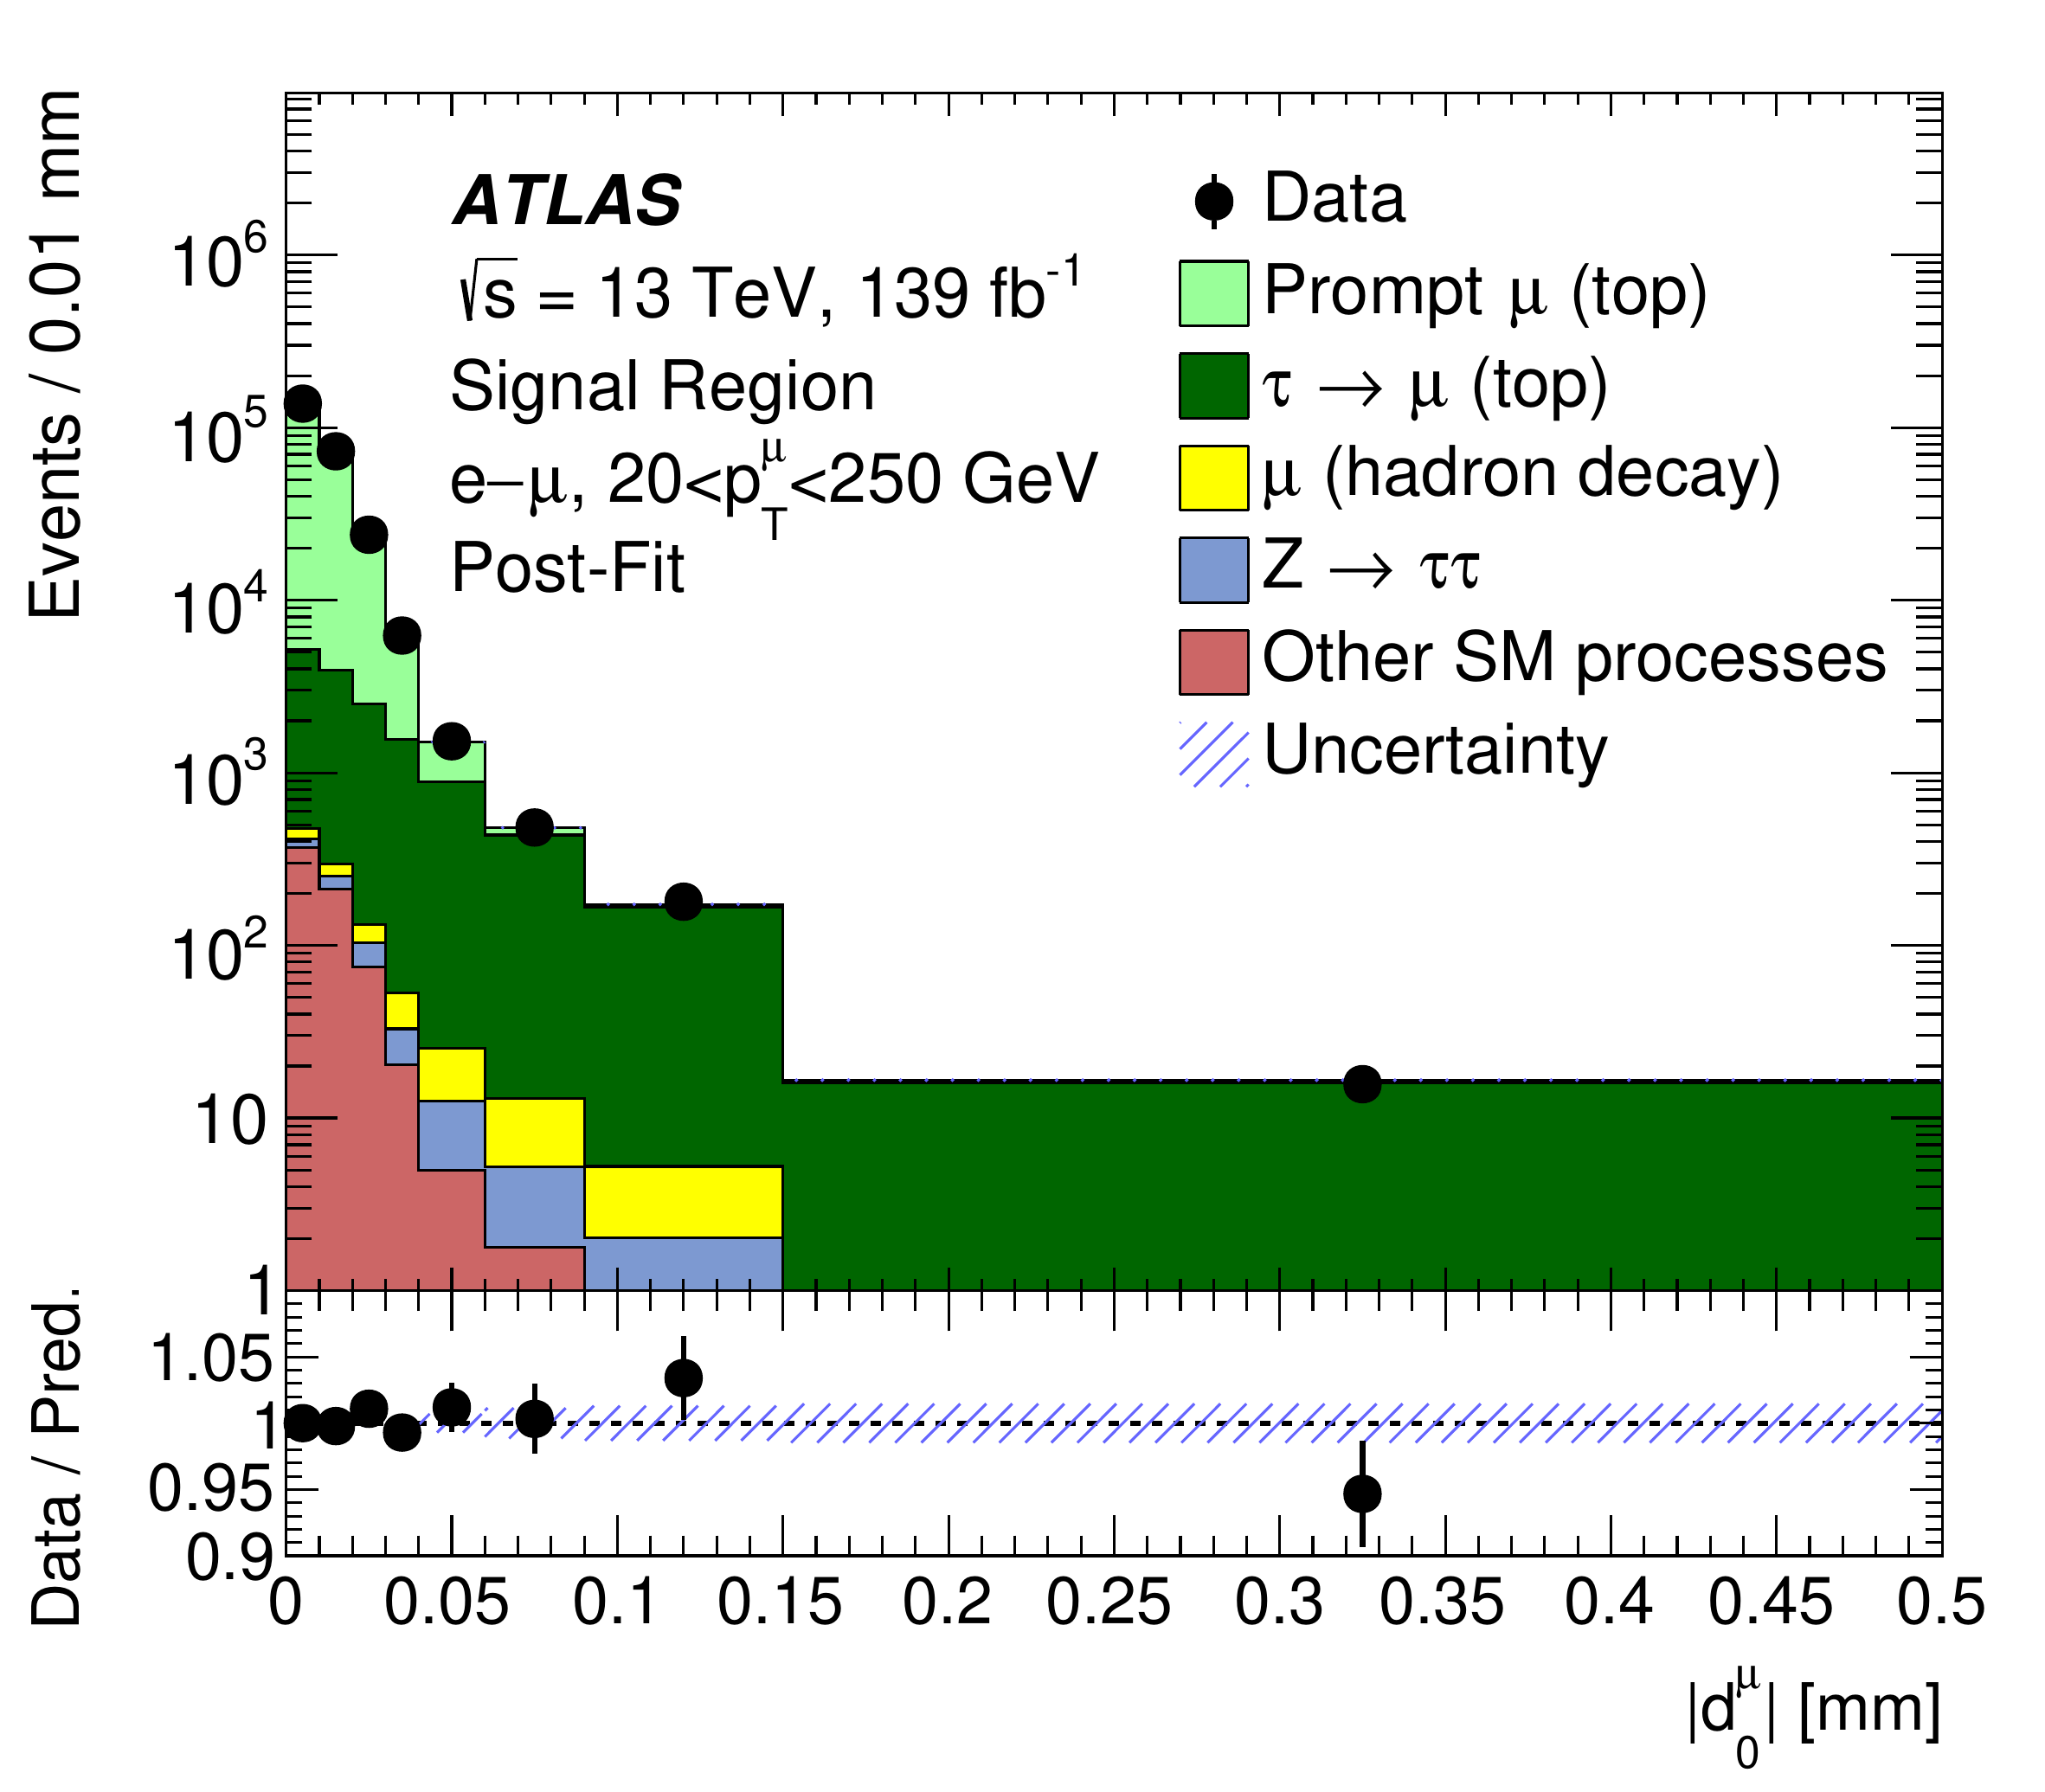 Events / 0.01 mm
10⁶
10⁵
10⁴
10³
10²
10
1
ATLAS
√s = 13 TeV, 139 fb⁻¹
Signal Region
e−μ, 20<p_T^μ<250 GeV
Post-Fit
Data
Prompt μ (top)
τ → μ (top)
μ (hadron decay)
Z → ττ
Other SM processes
Uncertainty
Data / Pred.
1.05
1
0.95
0.9
0 0.05 0.1 0.15 0.2 0.25 0.3 0.35 0.4 0.45 0.5
|d_0^μ| [mm]